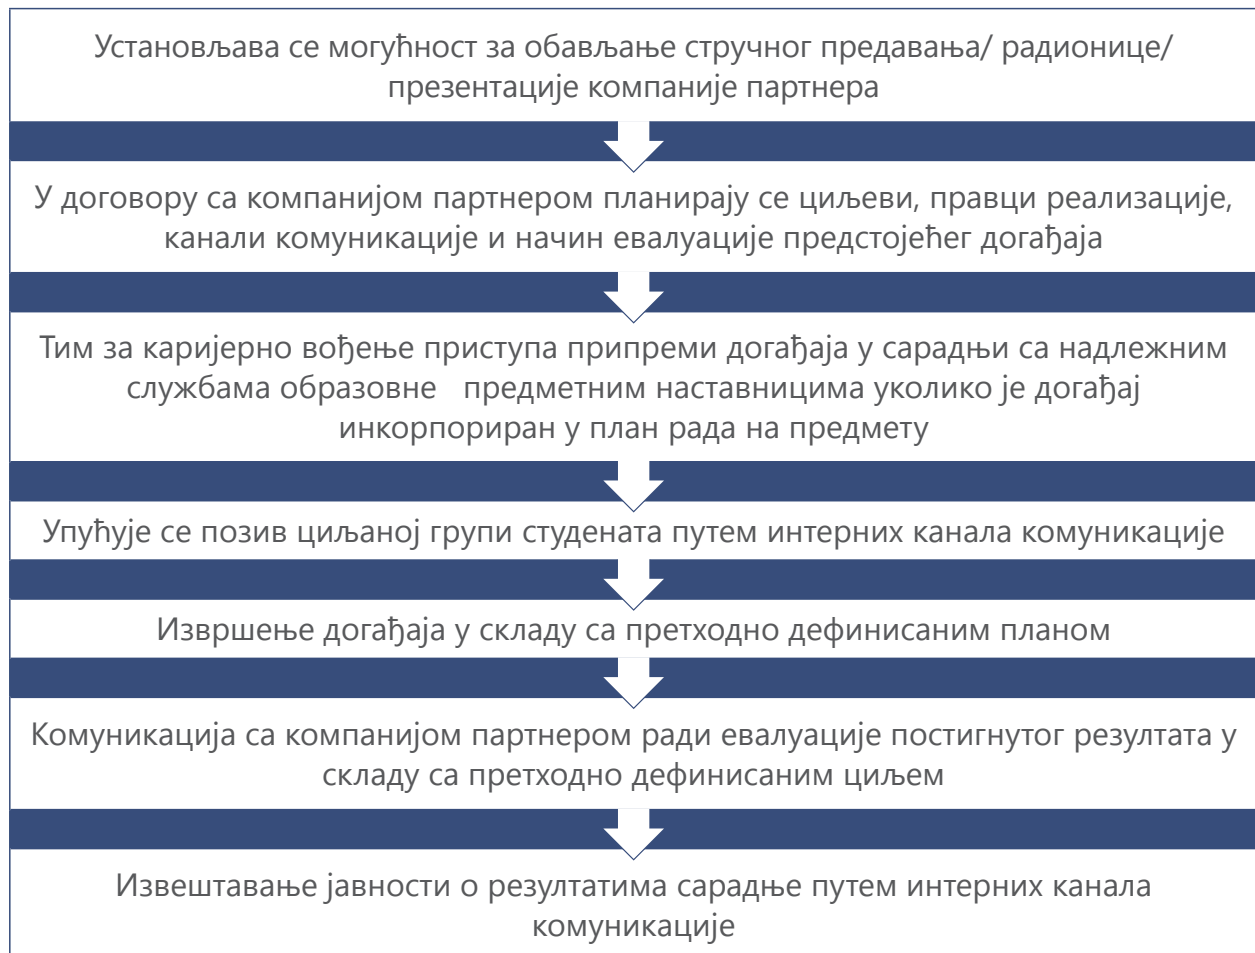 Установљава се могућност за обављање стручног предавања/ радионице/
презентације компаније партнера
У договору са компанијом партнером планирају се циљеви, правци реализације,
канали комуникације и начин евалуације предстојећег догађаја
Тим за каријерно вођење приступа припреми догађаја у сарадњи са надлежним
службама образовне   предметним наставницима уколико је догађај
инкорпориран у план рада на предмету
Упућује се позив циљаној групи студената путем интерних канала комуникације
Извршење догађаја у складу са претходно дефинисаним планом
Комуникација са компанијом партнером ради евалуације постигнутог резултата у
складу са претходно дефинисаним циљем
Извештавање јавности о резултатима сарадње путем интерних канала
комуникације